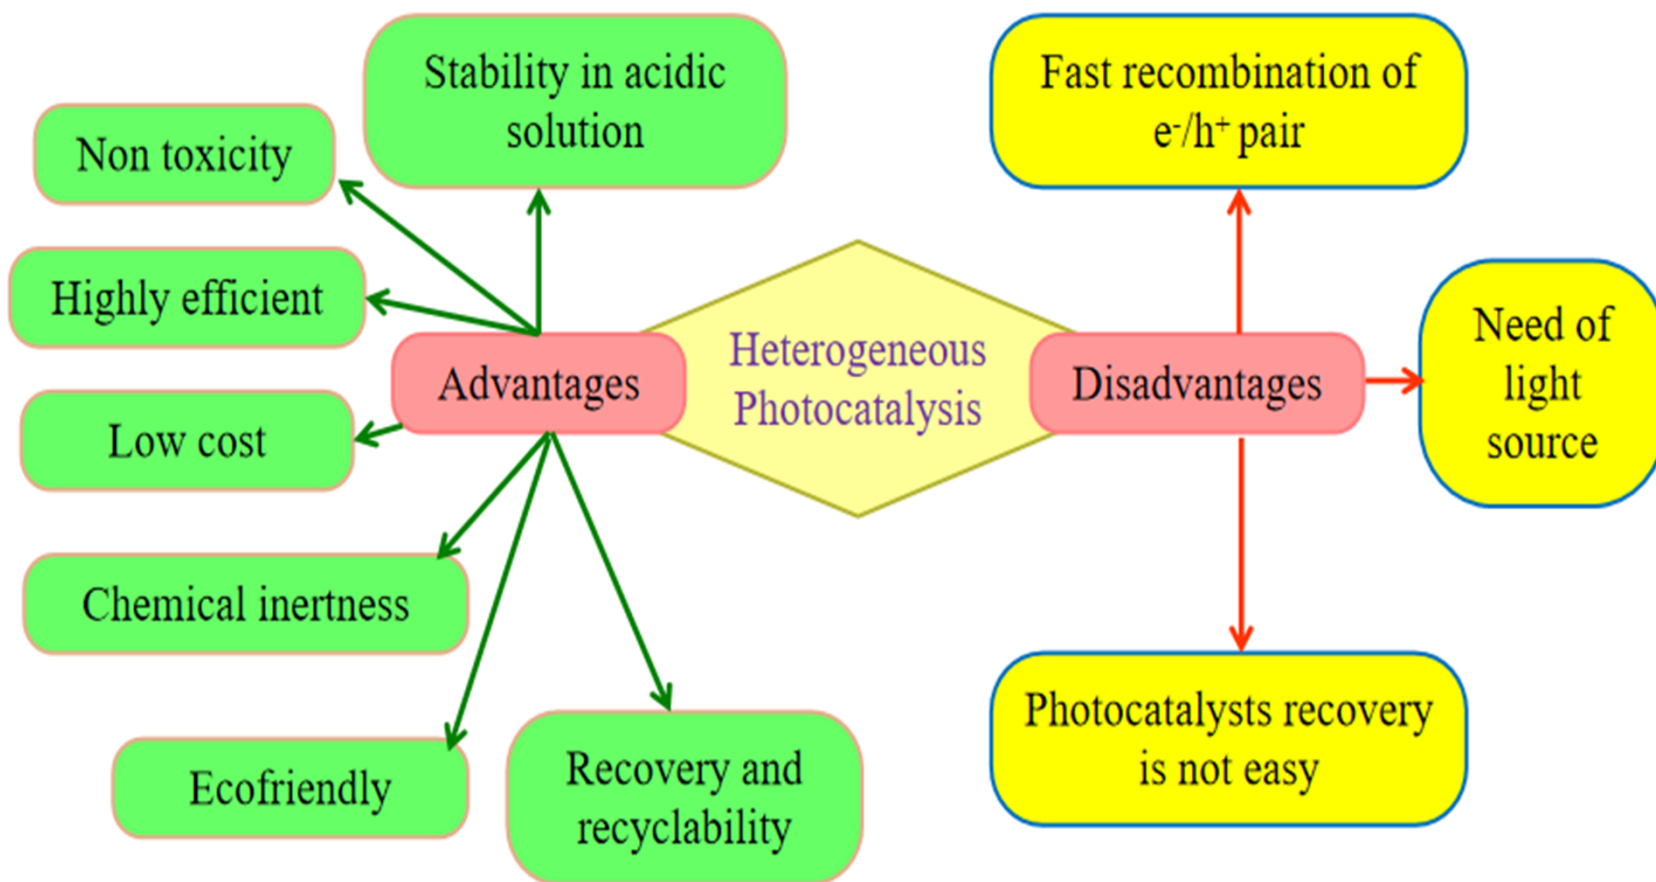 Stability in acidic
solution
Non toxicity
Highly efficient
Advantages
Low cost
Chemical inertness
Ecofriendly
Recovery and
recyclability
Heterogeneous
Photocatalysis
Disadvantages
Fast recombination of
e⁻/h⁺ pair
Need of
light
source
Photocatalysts recovery
is not easy